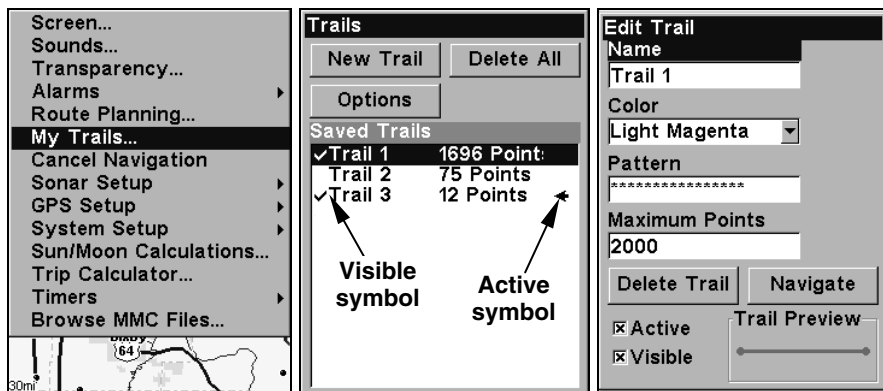 Screen...
Sounds...
Transparency...
Alarms
Route Planning...
My Trails...
Cancel Navigation
Sonar Setup
GPS Setup
System Setup
Sun/Moon Calculations...
Trip Calculator...
Timers
Browse MMC Files...
Bixby
64
30mi
Trails
New Trail Delete All
Options
Saved Trails
✓Trail 1 1696 Point
Trail 2 75 Points
✓Trail 3 12 Points
Visible symbol
Active symbol
Edit Trail
Name
Trail 1
Color
Light Magenta
Pattern
****************
Maximum Points
2000
Delete Trail Navigate
Active
Visible
Trail Preview